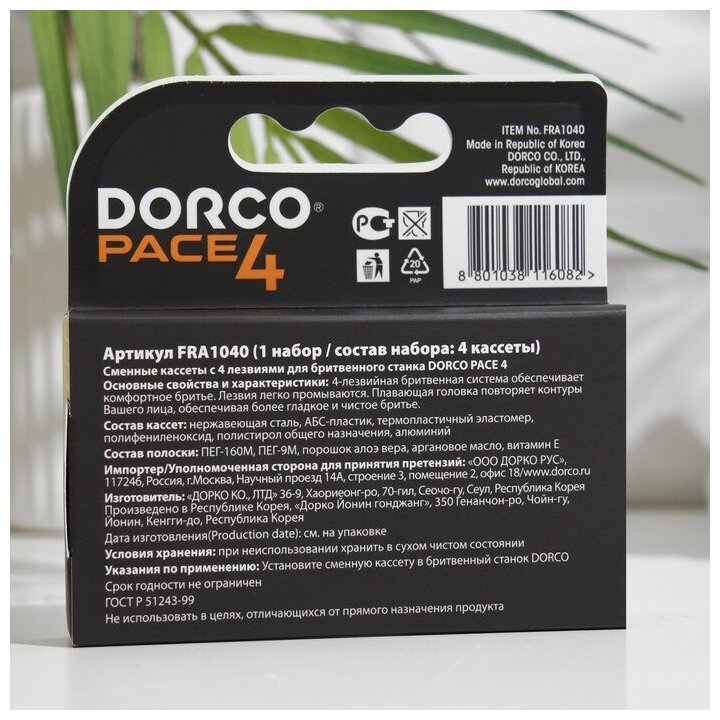 ITEM No. FRA1040
Made in Republic of Korea
DORCO CO., LTD.,
Republic of KOREA
www.dorcoglobal.com
DORCO®
PACE4
РСТ
20
PAP
8 801038 116082 >
Артикул FRA1040 (1 набор / состав набора: 4 кассеты)
Сменные кассеты с 4 лезвиями для бритвенного станка DORCO PACE 4
Основные свойства и характеристики: 4-лезвийная бритвенная система обеспечивает
комфортное бритье. Лезвия легко промываются. Плавающая головка повторяет контуры
Вашего лица, обеспечивая более гладкое и чистое бритье.
Состав кассет: нержавеющая сталь, АБС-пластик, термопластичный эластомер,
полифениленоксид, полистирол общего назначения, алюминий
Состав полоски: ПЕГ-160М, ПЕГ-9М, порошок алоэ вера, аргановое масло, витамин Е
Импортер/Уполномоченная сторона для принятия претензий: «ООО ДОРКО РУС»,
117246, Россия, г.Москва, Научный проезд 14А, строение 3, помещение 2, офис 18/www.dorco.ru
Изготовитель: «ДОРКО КО., ЛТД» 36-9, Хаорионг-ро, 70-гил, Сеочо-гу, Сеул, Республика Корея
Произведено в Республике Корея, «Дорко Йонин гонджанг», 350 Генанчон-ро, Чойн-гу,
Йонин, Кенгги-до, Республика Корея
Дата изготовления(Production date): см. на упаковке
Условия хранения: при неиспользовании хранить в сухом чистом состоянии
Указания по применению: Установите сменную кассету в бритвенный станок DORCO
Срок годности не ограничен
ГОСТ Р 51243-99
Не использовать в целях, отличающихся от прямого назначения продукта